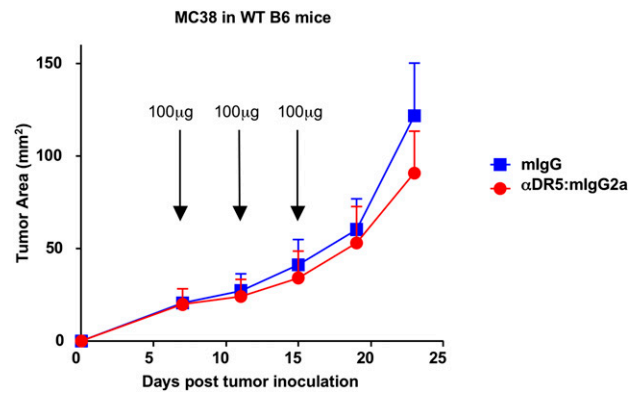 MC38 in WT B6 mice
150
100
50
0
Tumor Area (mm²)
100µg 100µg 100µg
mIgG
αDR5:mIgG2a
0 5 10 15 20 25
Days post tumor inoculation